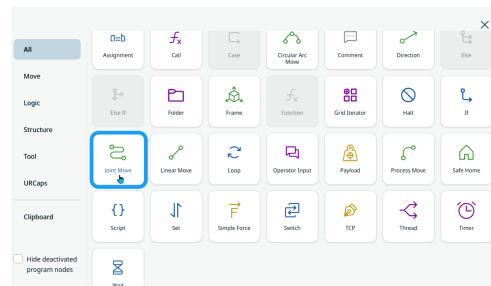 All
Move
Logic
Structure
Tool
URCaps
Clipboard
Hide deactivated
program nodes
Assignment
Call
Case
Circular Arc
Move
Comment
Direction
Else
Else If
Folder
Frame
Function
Grid Iterator
Halt
If
Joint Move
Linear Move
Loop
Operator Input
Payload
Process Move
Safe Home
Script
Set
Simple Force
Switch
TCP
Thread
Timer
Wait